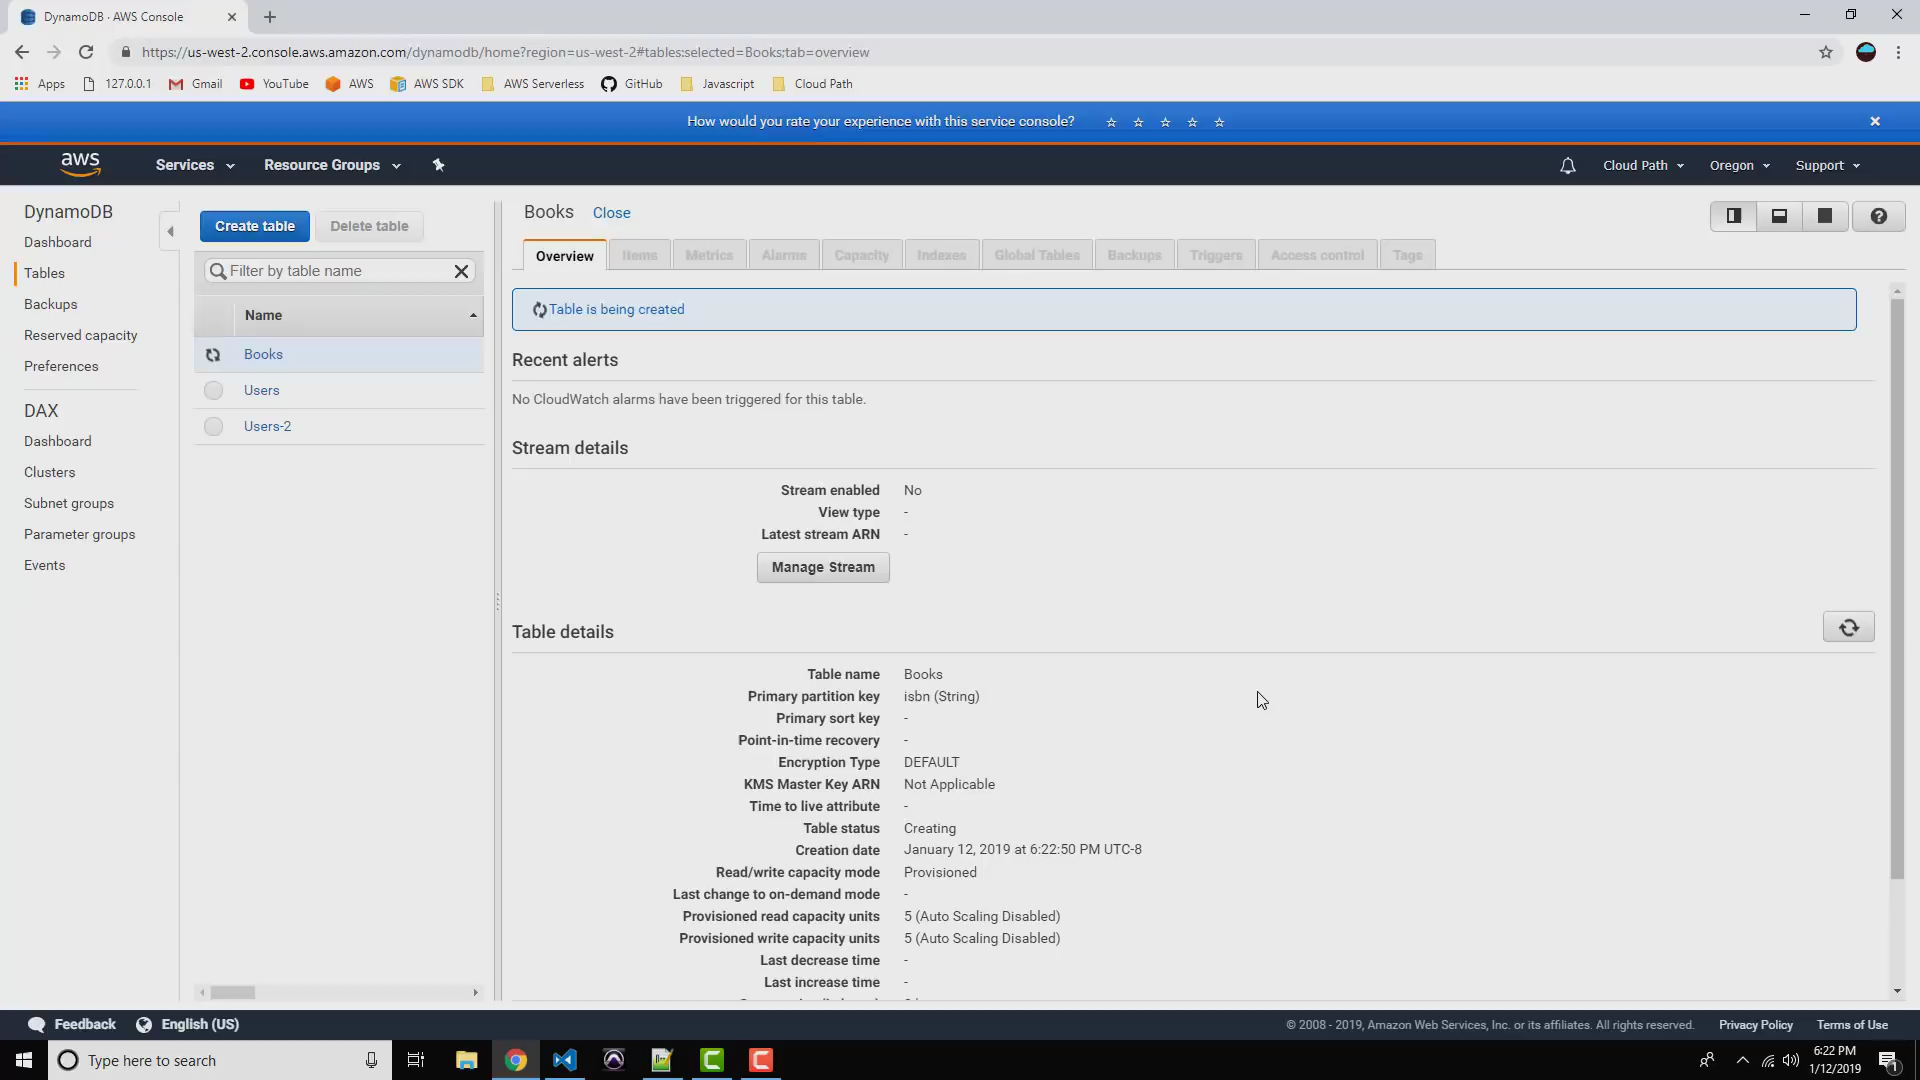 DynamoDB · AWS Console
https://us-west-2.console.aws.amazon.com/dynamodb/home?region=us-west-2#tables:selected=Books;tab=overview
Apps 127.0.0.1 Gmail YouTube AWS AWS SDK AWS Serverless GitHub Javascript Cloud Path
How would you rate your experience with this service console?
aws Services Resource Groups Cloud Path Oregon Support
DynamoDB
Dashboard
Tables
Backups
Reserved capacity
Preferences
DAX
Dashboard
Clusters
Subnet groups
Parameter groups
Events
Create table Delete table
Filter by table name
Name
Books
Users
Users-2
Books Close
Overview Items Metrics Alarms Capacity Indexes Global Tables Backups Triggers Access control Tags
Table is being created
Recent alerts
No CloudWatch alarms have been triggered for this table.
Stream details
Stream enabled No
View type -
Latest stream ARN -
Manage Stream
Table details
Table name Books
Primary partition key isbn (String)
Primary sort key -
Point-in-time recovery -
Encryption Type DEFAULT
KMS Master Key ARN Not Applicable
Time to live attribute -
Table status Creating
Creation date January 12, 2019 at 6:22:50 PM UTC-8
Read/write capacity mode Provisioned
Last change to on-demand mode -
Provisioned read capacity units 5 (Auto Scaling Disabled)
Provisioned write capacity units 5 (Auto Scaling Disabled)
Last decrease time -
Last increase time -
Feedback English (US) © 2008 - 2019, Amazon Web Services, Inc. or its affiliates. All rights reserved. Privacy Policy Terms of Use
Type here to search
6:22 PM
1/12/2019
1